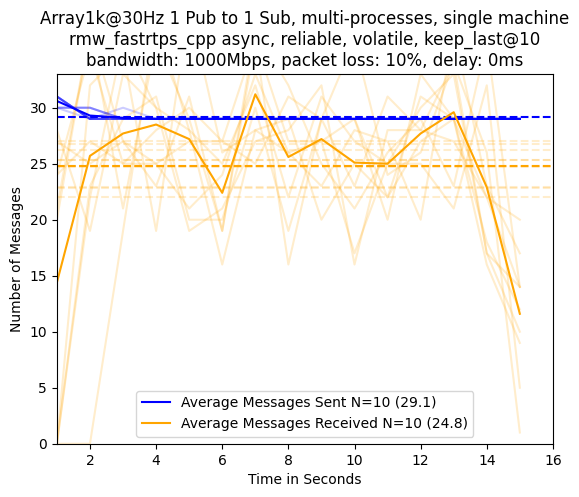 Array1k@30Hz 1 Pub to 1 Sub, multi-processes, single machine
rmw_fastrtps_cpp async, reliable, volatile, keep_last@10
bandwidth: 1000Mbps, packet loss: 10%, delay: 0ms
Number of Messages
30
25
20
15
10
5
0
Average Messages Sent N=10 (29.1)
Average Messages Received N=10 (24.8)
2 4 6 8 10 12 14 16
Time in Seconds